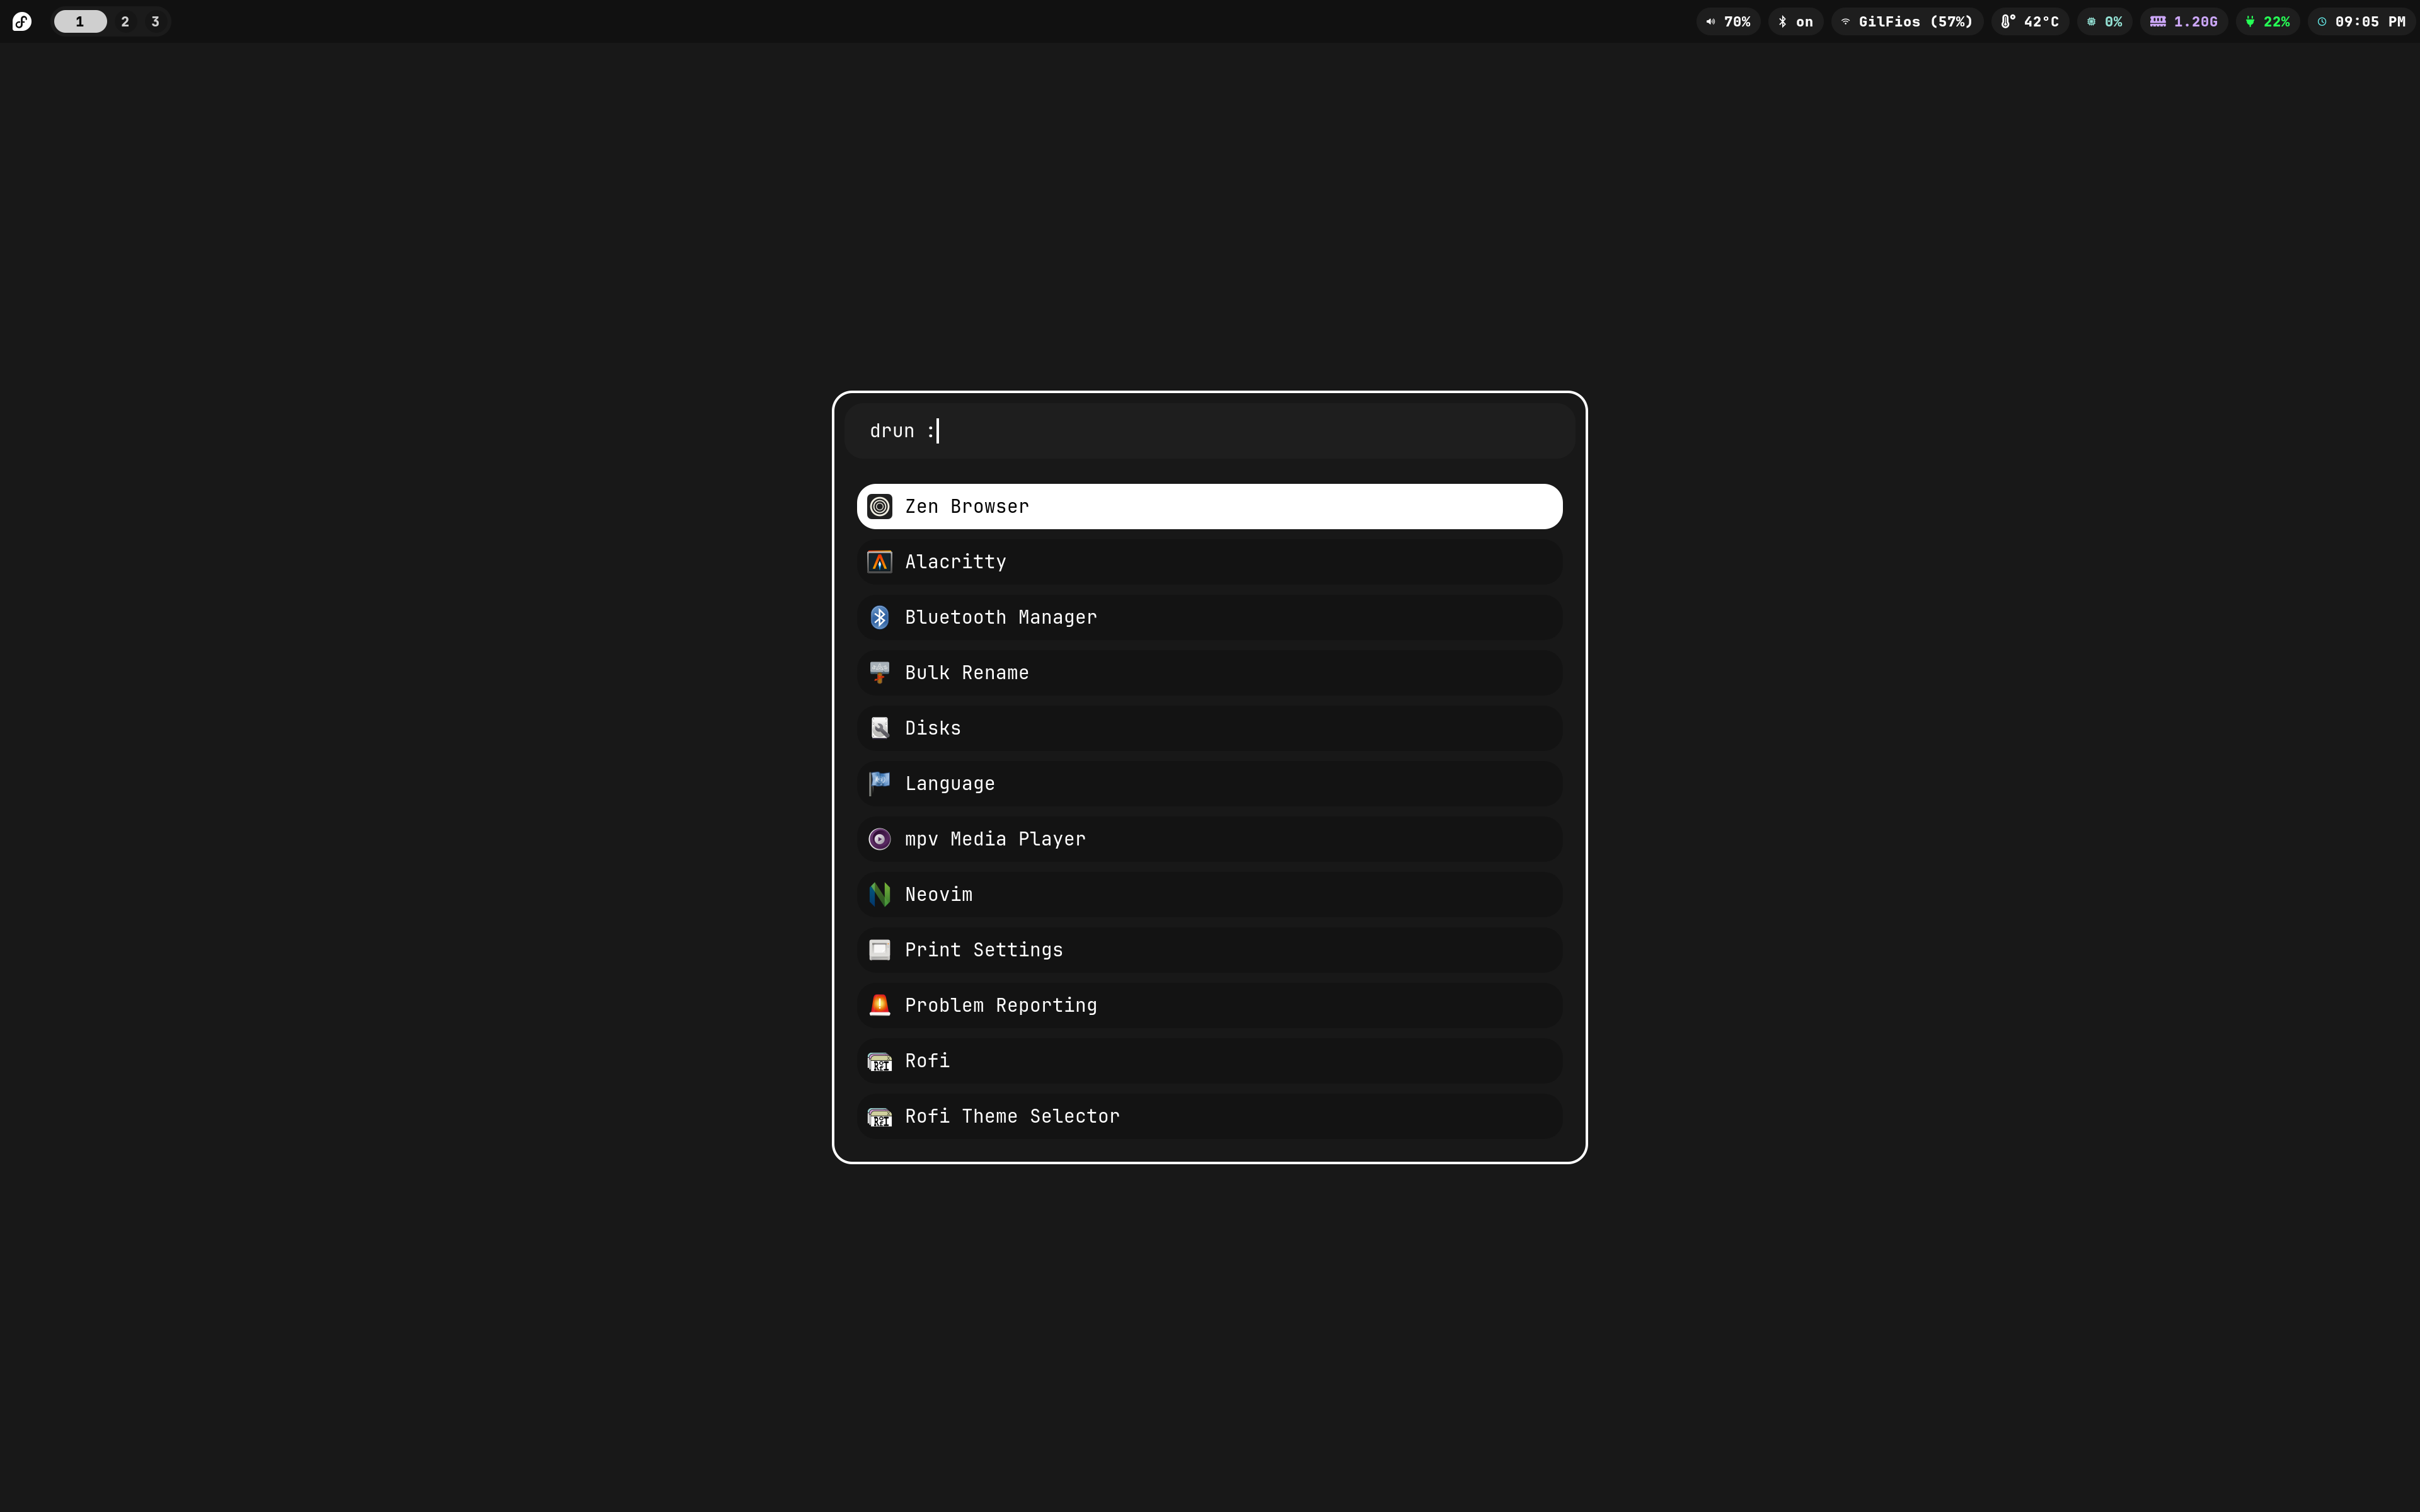 1 2 3 70% on GilFios (57%) 42°C 0% 1.20G 22% 09:05 PM
drun :
Zen Browser
Alacritty
Bluetooth Manager
Bulk Rename
Disks
Language
mpv Media Player
Neovim
Print Settings
Problem Reporting
Rofi
Rofi Theme Selector